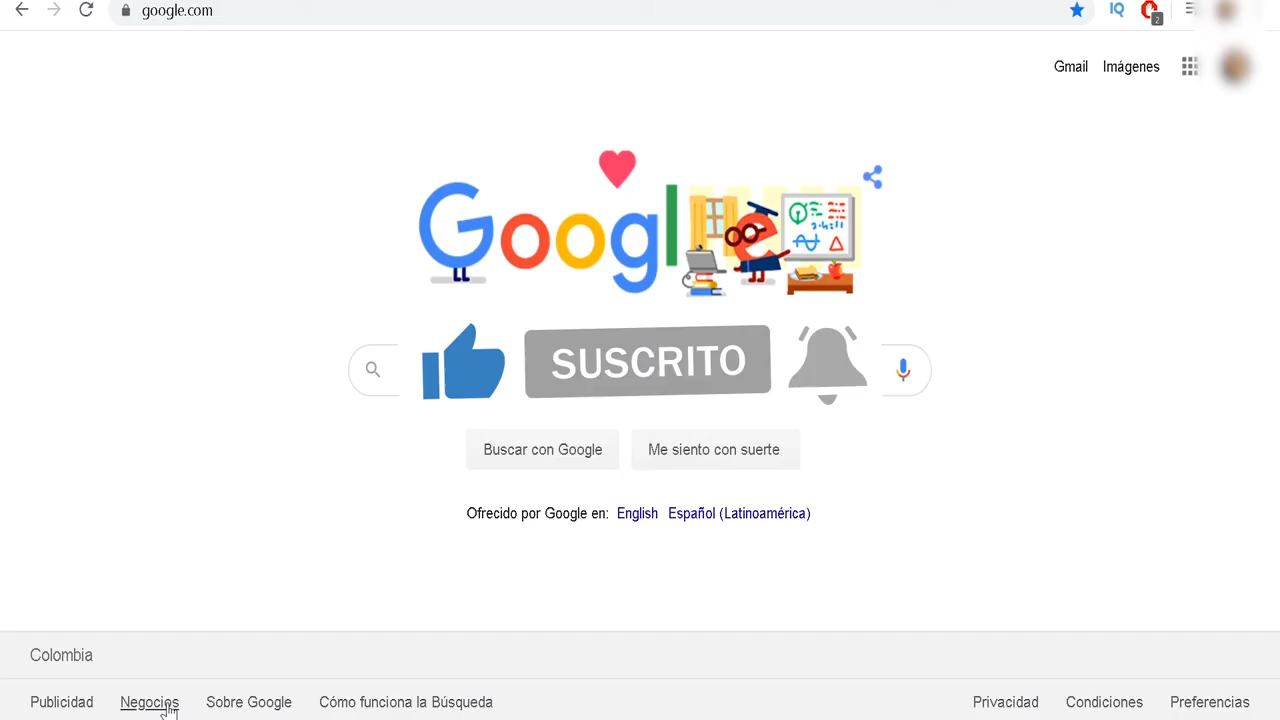 google.com
IQ
2
Gmail Imágenes
Google
SUSCRITO
Buscar con Google Me siento con suerte
Ofrecido por Google en: English Español (Latinoamérica)
Colombia
Publicidad Negocios Sobre Google Cómo funciona la Búsqueda Privacidad Condiciones Preferencias